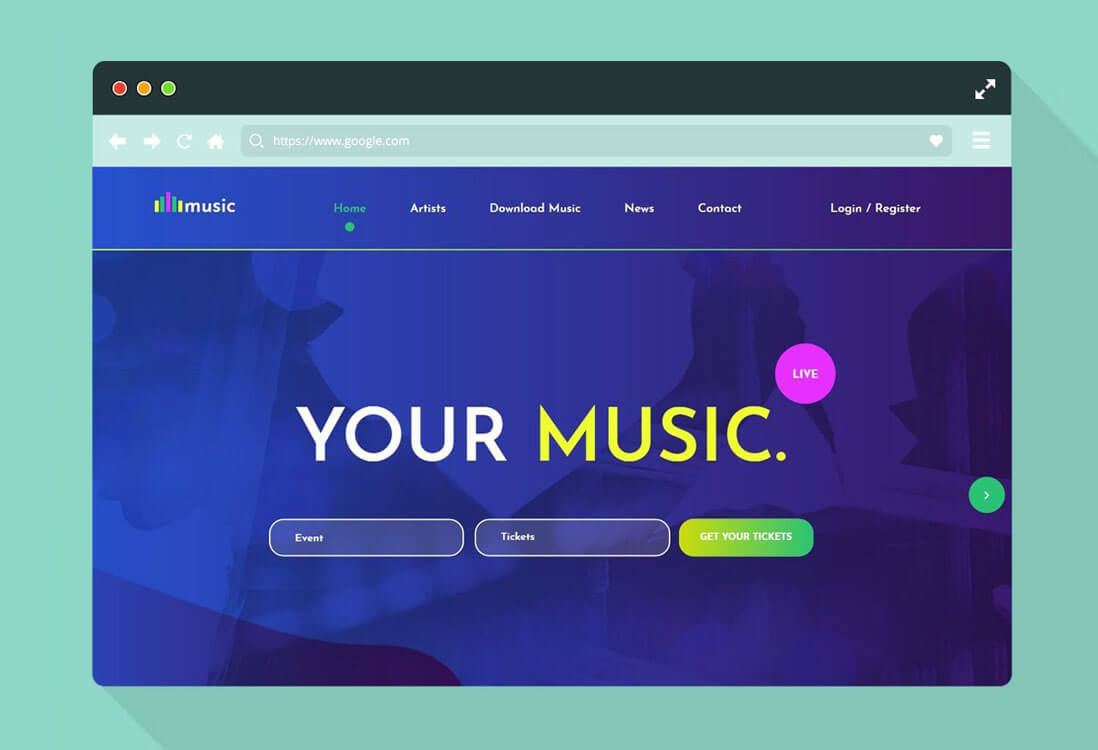 https://www.google.com
music
Home Artists Download Music News Contact Login / Register
LIVE
YOUR MUSIC.
Event Tickets GET YOUR TICKETS